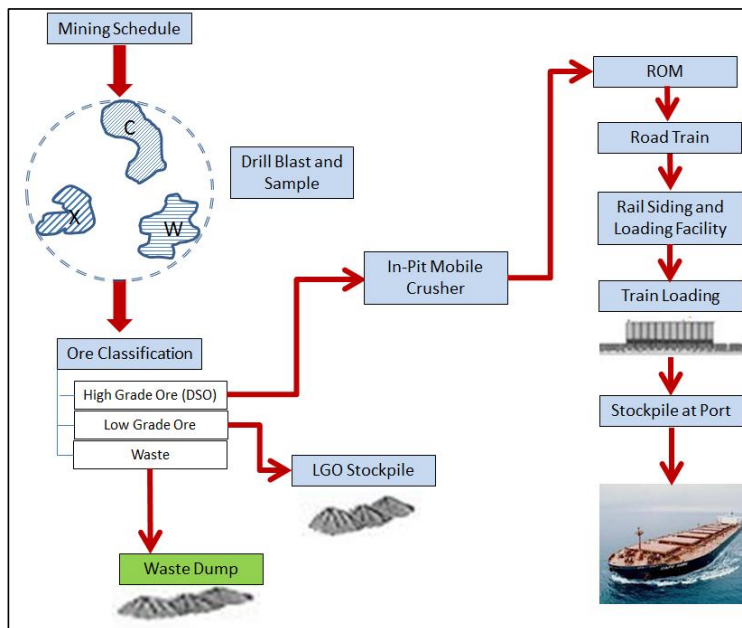 Mining Schedule
C
X
W
Drill Blast and
Sample
Ore Classification
High Grade Ore (DSO)
Low Grade Ore
Waste
Waste Dump
LGO Stockpile
In-Pit Mobile
Crusher
ROM
Road Train
Rail Siding and
Loading Facility
Train Loading
Stockpile at Port